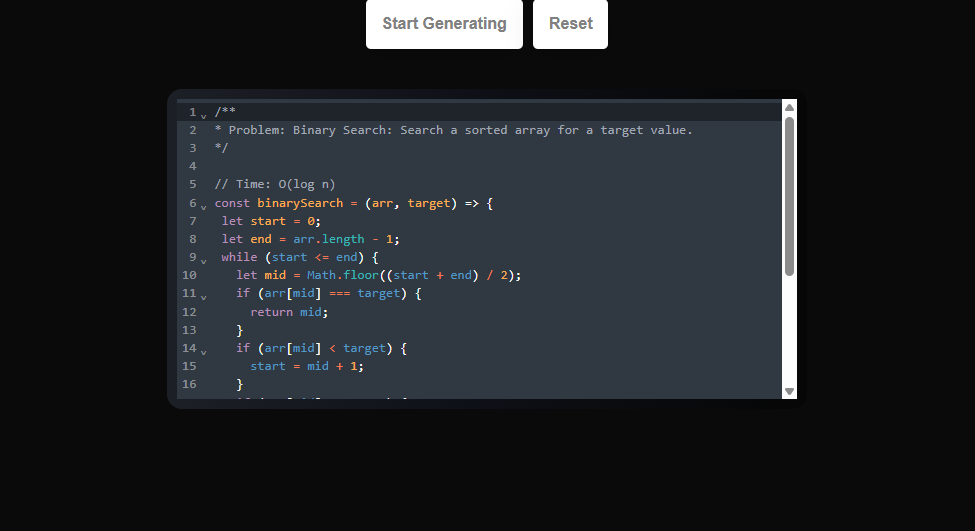 Start Generating
Reset
1 /**
2 * Problem: Binary Search: Search a sorted array for a target value.
3 */
4
5 // Time: O(log n)
6 const binarySearch = (arr, target) => {
7 let start = 0;
8 let end = arr.length - 1;
9 while (start <= end) {
10 let mid = Math.floor((start + end) / 2);
11 if (arr[mid] === target) {
12 return mid;
13 }
14 if (arr[mid] < target) {
15 start = mid + 1;
16 }